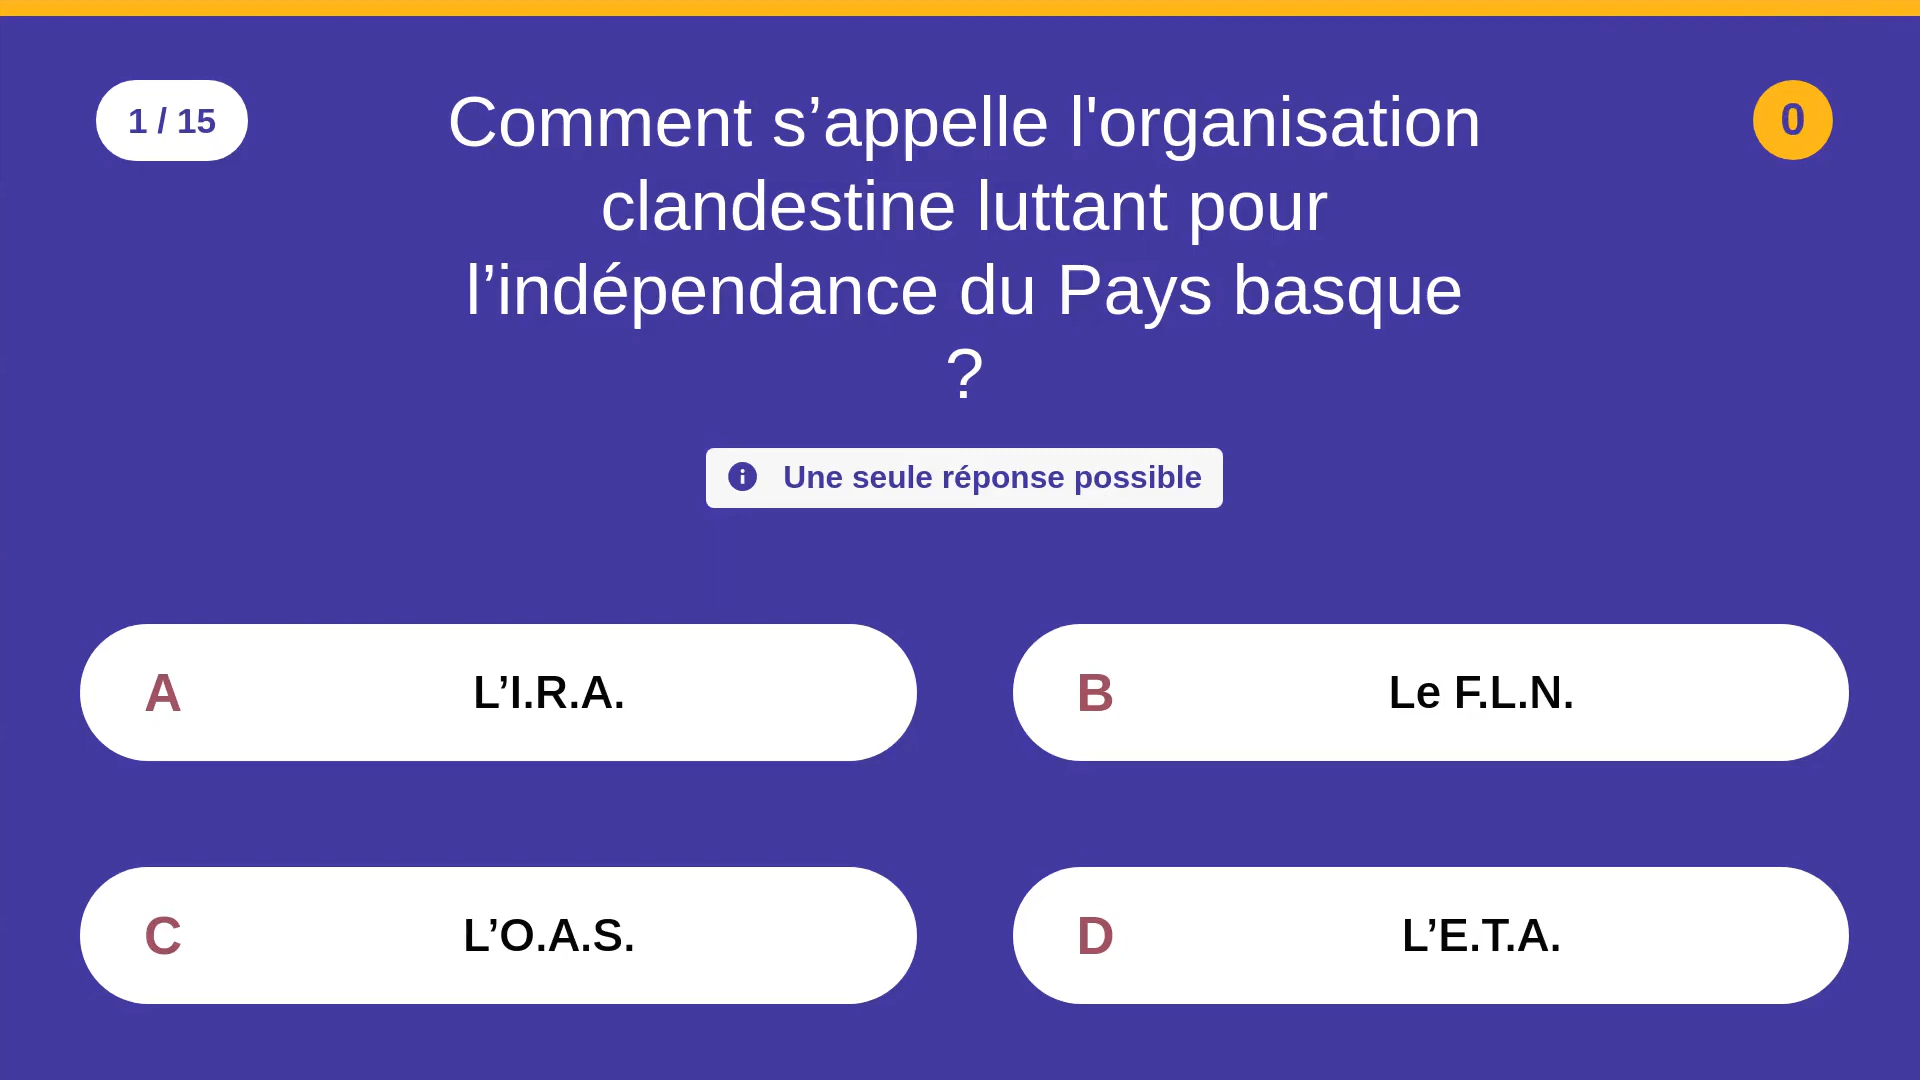 1 / 15
Comment s’appelle l'organisation
clandestine luttant pour
l’indépendance du Pays basque
?
0
Une seule réponse possible
A L’I.R.A.
B Le F.L.N.
C L’O.A.S.
D L’E.T.A.